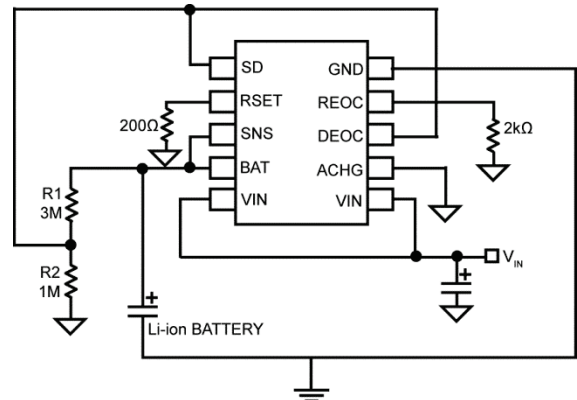 SD
GND
RSET
REOC
200Ω
SNS
DEOC
2kΩ
BAT
ACHG
R1
3M
VIN
VIN
V_IN
R2
1M
+
+
Li-ion BATTERY